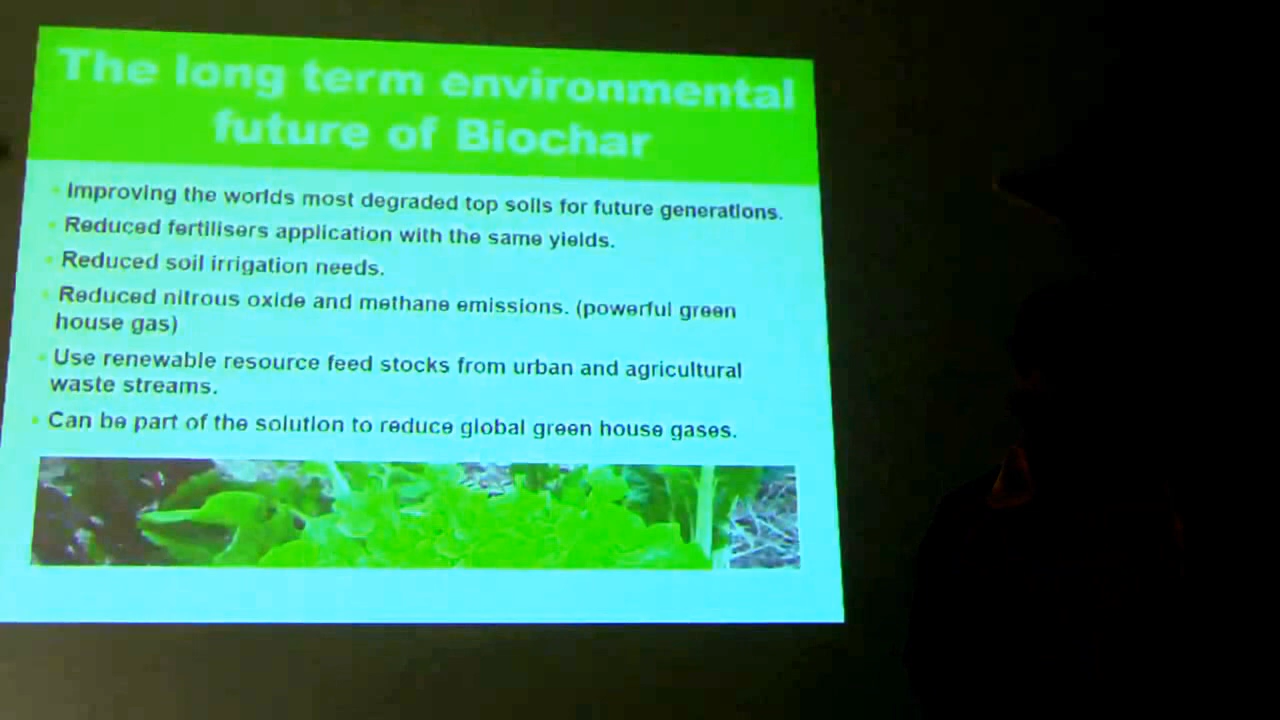 The long term environmental
future of Biochar
• Improving the worlds most degraded top soils for future generations.
• Reduced fertilisers application with the same yields.
• Reduced soil irrigation needs.
• Reduced nitrous oxide and methane emissions. (powerful green
house gas)
• Use renewable resource feed stocks from urban and agricultural
waste streams.
• Can be part of the solution to reduce global green house gases.